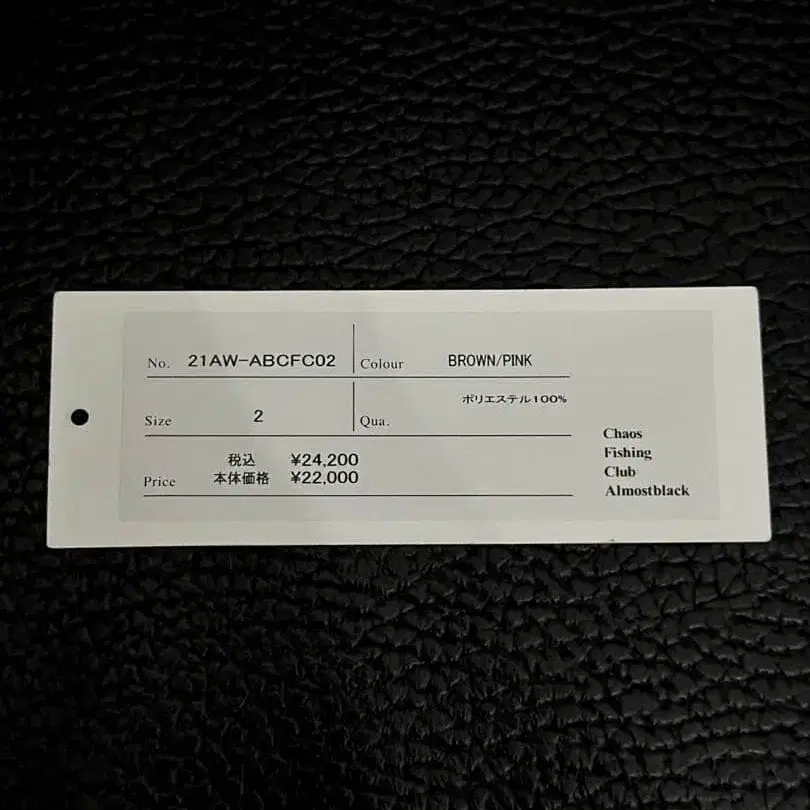 No. 21AW-ABCFC02 Colour BROWN/PINK
Size 2 Qua. ポリエステル100%
Price 税込 ¥24,200
本体価格 ¥22,000
Chaos
Fishing
Club
Almostblack